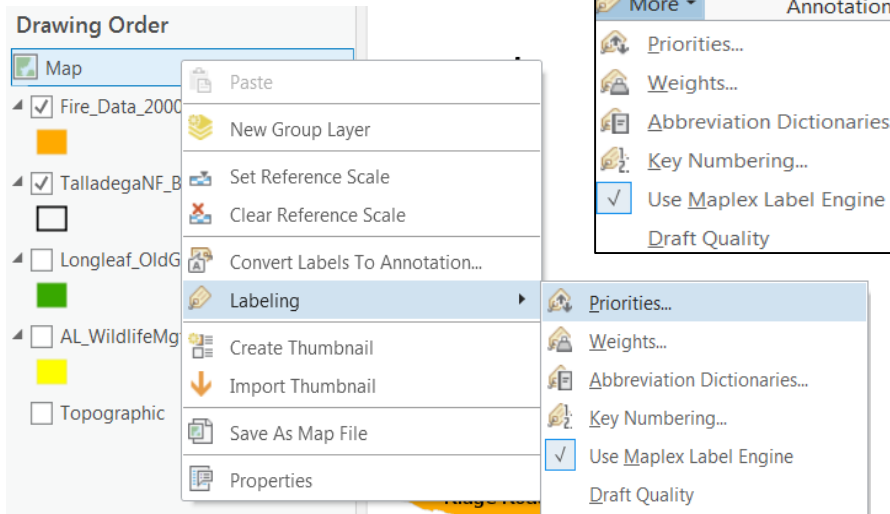 Drawing Order
Map
Fire_Data_2000
TalladegaNF_B
Longleaf_OldG
AL_WildlifeMg
Topographic
Paste
New Group Layer
Set Reference Scale
Clear Reference Scale
Convert Labels To Annotation...
Labeling
Create Thumbnail
Import Thumbnail
Save As Map File
Properties
More
Annotation
Priorities...
Weights...
Abbreviation Dictionaries
Key Numbering...
Use Maplex Label Engine
Draft Quality
Priorities...
Weights...
Abbreviation Dictionaries...
Key Numbering...
Use Maplex Label Engine
Draft Quality